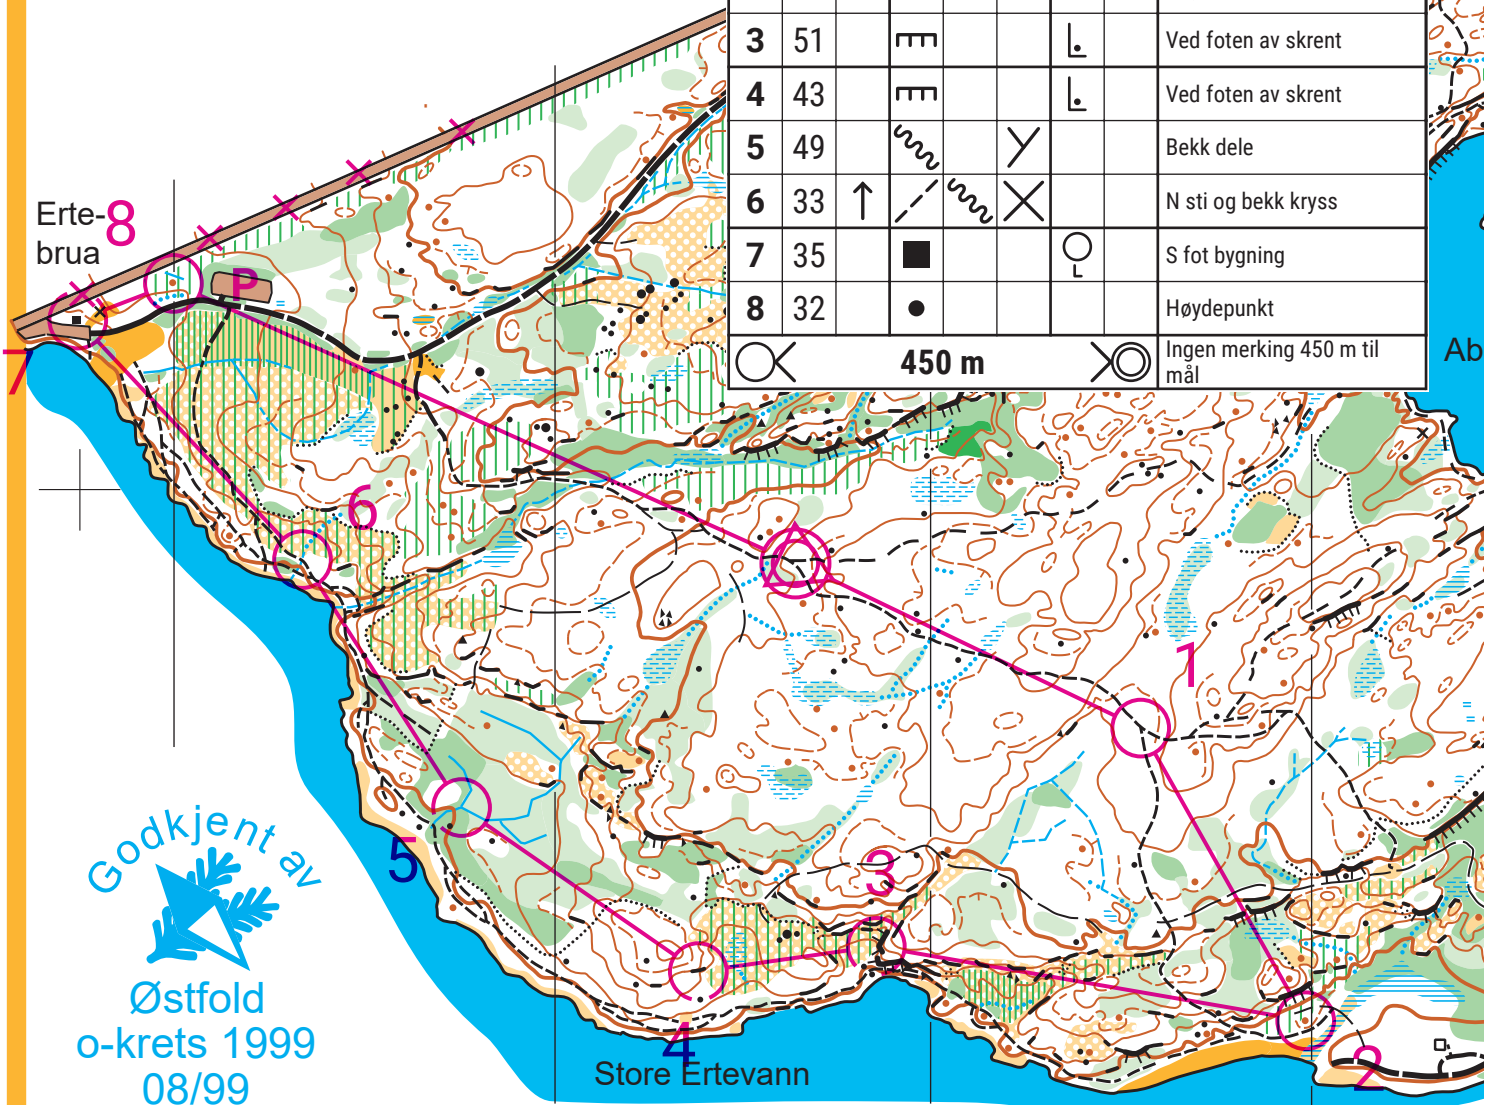 3 51 Ved foten av skrent
4 43 Ved foten av skrent
5 49 Bekk dele
6 33 N sti og bekk kryss
7 35 S fot bygning
8 32 Høydepunkt
450 m Ingen merking 450 m til
mål
Erte-
brua
8
P
7
6
1
5
3
4
2
Ab
Store Ertevann
Godkjent av
Østfold
o-krets 1999
08/99